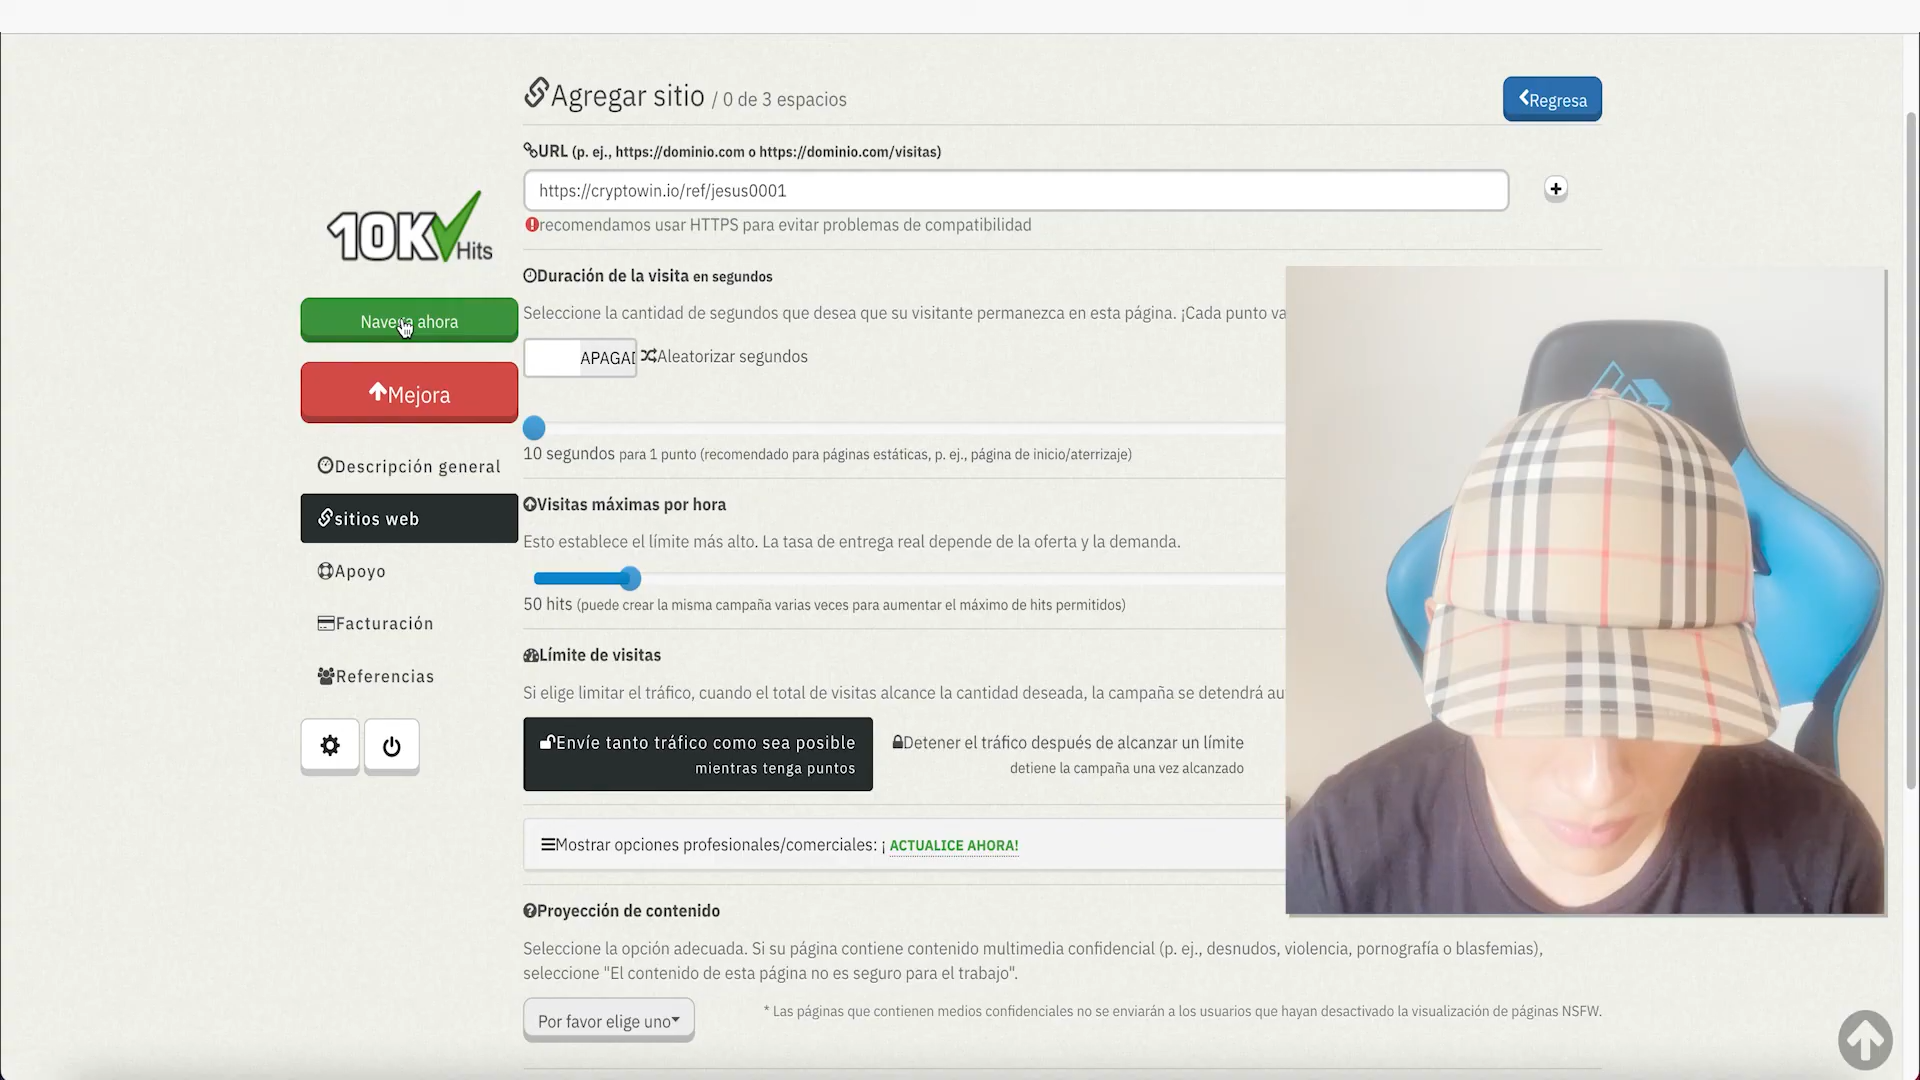 Agregar sitio / 0 de 3 espacios
Regresa
URL (p. ej., https://dominio.com o https://dominio.com/visitas)
https://cryptowin.io/ref/jesus0001
recomendamos usar HTTPS para evitar problemas de compatibilidad
10K Hits
Navega ahora
Mejora
Descripción general
sitios web
Apoyo
Facturación
Referencias
Duración de la visita en segundos
Seleccione la cantidad de segundos que desea que su visitante permanezca en esta página. ¡Cada punto va
APAGAD Aleatorizar segundos
10 segundos para 1 punto (recomendado para páginas estáticas, p. ej., página de inicio/aterrizaje)
Visitas máximas por hora
Esto establece el límite más alto. La tasa de entrega real depende de la oferta y la demanda.
50 hits (puede crear la misma campaña varias veces para aumentar el máximo de hits permitidos)
Límite de visitas
Si elige limitar el tráfico, cuando el total de visitas alcance la cantidad deseada, la campaña se detendrá au
Envíe tanto tráfico como sea posible
mientras tenga puntos
Detener el tráfico después de alcanzar un límite
detiene la campaña una vez alcanzado
Mostrar opciones profesionales/comerciales: ¡ ACTUALICE AHORA!
Proyección de contenido
Seleccione la opción adecuada. Si su página contiene contenido multimedia confidencial (p. ej., desnudos, violencia, pornografía o blasfemias),
seleccione "El contenido de esta página no es seguro para el trabajo".
Por favor elige uno
* Las páginas que contienen medios confidenciales no se enviarán a los usuarios que hayan desactivado la visualización de páginas NSFW.